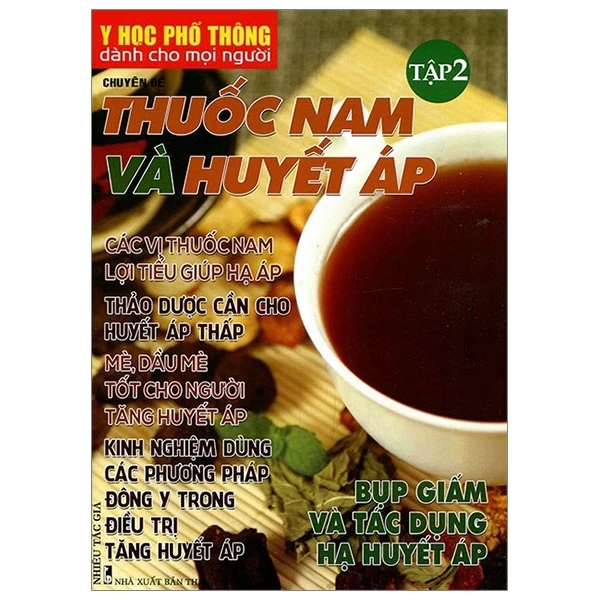 Y HỌC PHỔ THÔNG
dành cho mọi người
CHUYÊN ĐỀ
TẬP 2
THUỐC NAM
VÀ HUYẾT ÁP
CÁC VỊ THUỐC NAM
LỢI TIỂU GIÚP HẠ ÁP
THẢO DƯỢC CẦN CHO
HUYẾT ÁP THẤP
MÈ, DẦU MÈ
TỐT CHO NGƯỜI
TĂNG HUYẾT ÁP
KINH NGHIỆM DÙNG
CÁC PHƯƠNG PHÁP
ĐÔNG Y TRONG
ĐIỀU TRỊ
TĂNG HUYẾT ÁP
BỤP GIẤM
VÀ TÁC DỤNG
HẠ HUYẾT ÁP
NHIỀU TÁC GIẢ
NHÀ XUẤT BẢN